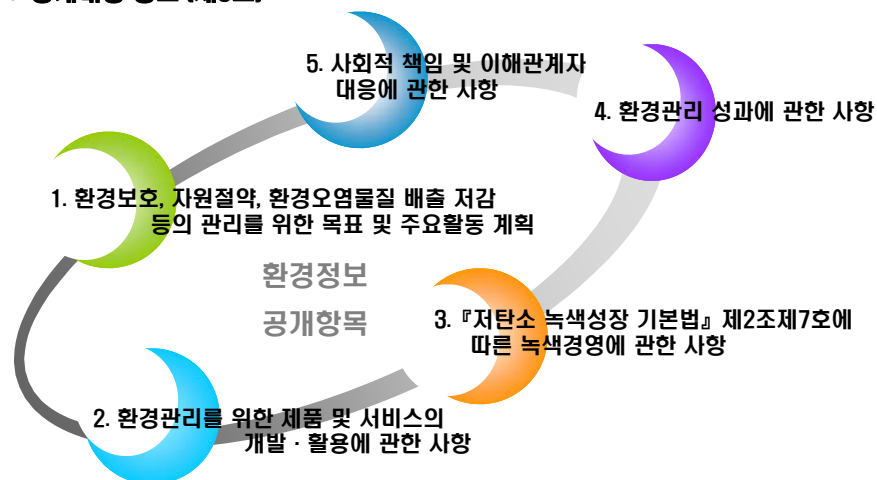 5. 사회적 책임 및 이해관계자
대응에 관한 사항
4. 환경관리 성과에 관한 사항
1. 환경보호, 자원절약, 환경오염물질 배출 저감
등의 관리를 위한 목표 및 주요활동 계획
환경정보
공개항목
3. 『저탄소 녹색성장 기본법』 제2조제7호에
따른 녹색경영에 관한 사항
2. 환경관리를 위한 제품 및 서비스의
개발 · 활용에 관한 사항